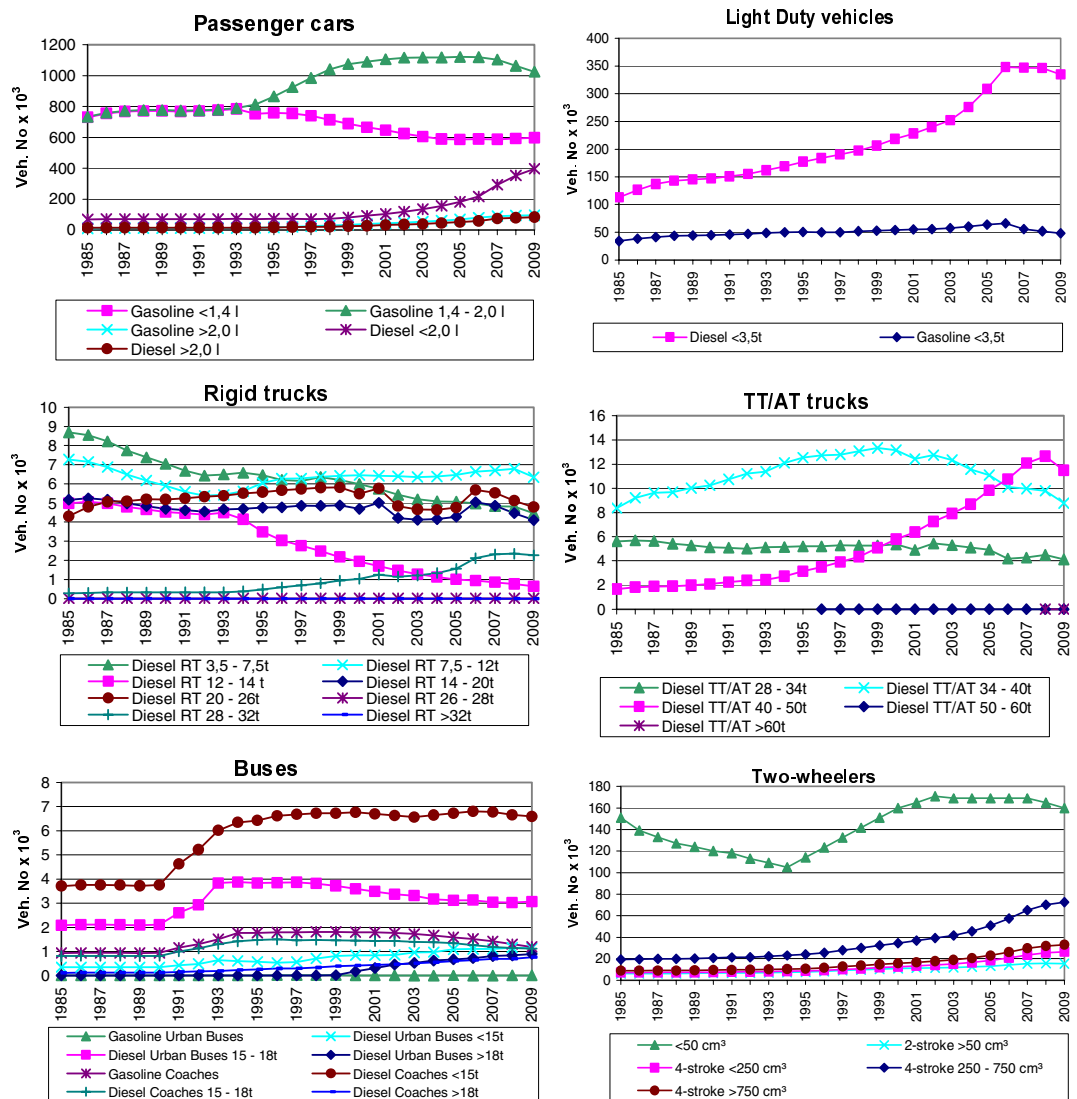 Passenger cars
Veh. No x 10³
1200
1000
800
600
400
200
0
1985
1987
1989
1991
1993
1995
1997
1999
2001
2003
2005
2007
2009
Gasoline <1,4 l
Gasoline 1,4 - 2,0 l
Gasoline >2,0 l
Diesel <2,0 l
Diesel >2,0 l
Light Duty vehicles
Veh. No x 10³
400
350
300
250
200
150
100
50
0
1985
1987
1989
1991
1993
1995
1997
1999
2001
2003
2005
2007
2009
Diesel <3,5t
Gasoline <3,5t
Rigid trucks
Veh. No x 10³
10
9
8
7
6
5
4
3
2
1
0
1985
1987
1989
1991
1993
1995
1997
1999
2001
2003
2005
2007
2009
Diesel RT 3,5 - 7,5t
Diesel RT 7,5 - 12t
Diesel RT 12 - 14 t
Diesel RT 14 - 20t
Diesel RT 20 - 26t
Diesel RT 26 - 28t
Diesel RT 28 - 32t
Diesel RT >32t
TT/AT trucks
Veh. No x 10³
16
14
12
10
8
6
4
2
0
1985
1987
1989
1991
1993
1995
1997
1999
2001
2003
2005
2007
2009
Diesel TT/AT 28 - 34t
Diesel TT/AT 34 - 40t
Diesel TT/AT 40 - 50t
Diesel TT/AT 50 - 60t
Diesel TT/AT >60t
Buses
Veh. No x 10³
8
7
6
5
4
3
2
1
0
1985
1987
1989
1991
1993
1995
1997
1999
2001
2003
2005
2007
2009
Gasoline Urban Buses
Diesel Urban Buses <15t
Diesel Urban Buses 15 - 18t
Diesel Urban Buses >18t
Gasoline Coaches
Diesel Coaches <15t
Diesel Coaches 15 - 18t
Diesel Coaches >18t
Two-wheelers
Veh. No x 10³
180
160
140
120
100
80
60
40
20
0
1985
1987
1989
1991
1993
1995
1997
1999
2001
2003
2005
2007
2009
<50 cm³
2-stroke >50 cm³
4-stroke <250 cm³
4-stroke 250 - 750 cm³
4-stroke >750 cm³